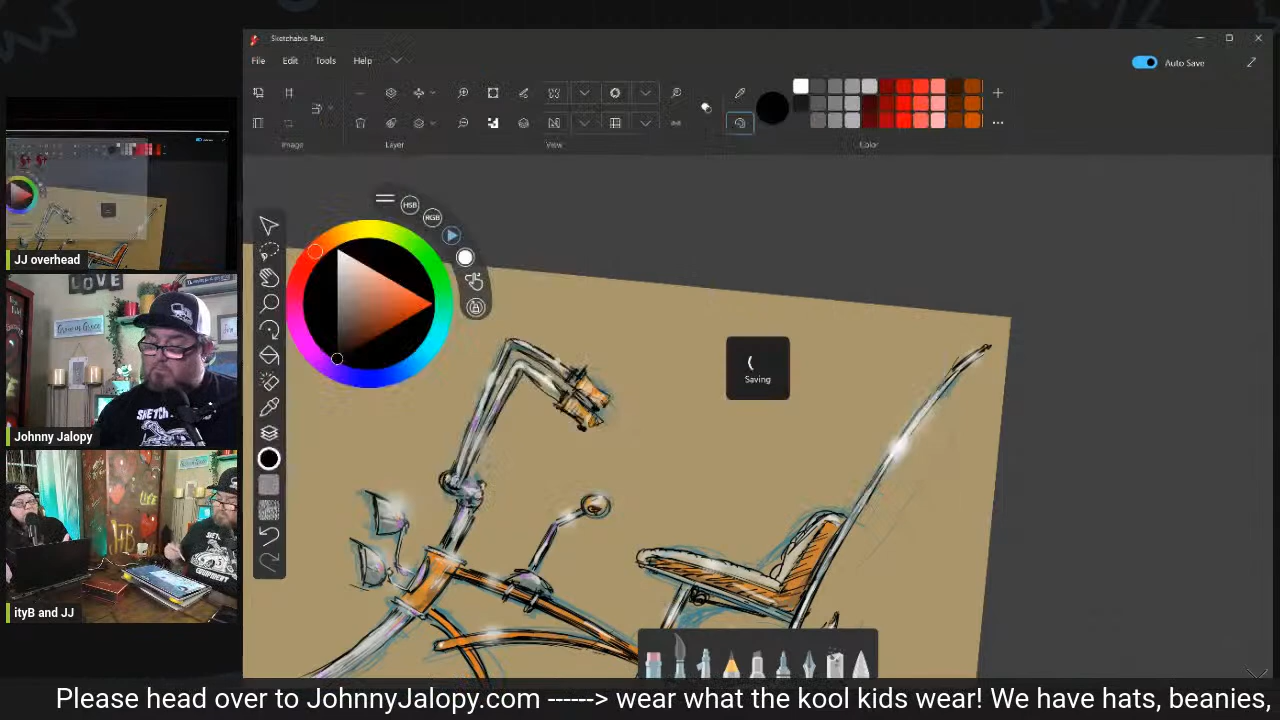 Sketchable Plus
File Edit Tools Help
Auto Save
Image Layer View Color
HSB
RGB
Saving
JJ overhead
LOVE
Johnny Jalopy
ityB and JJ
Please head over to JohnnyJalopy.com ------> wear what the kool kids wear! We have hats, beanies,